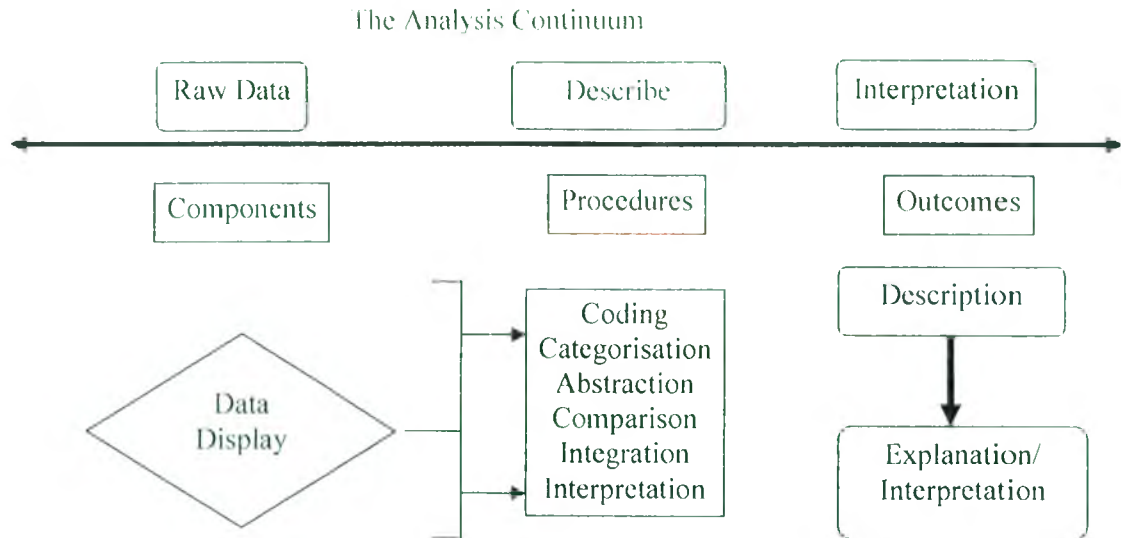 The Analysis Continuum
Raw Data
Describe
Interpretation
Components
Procedures
Outcomes
Data
Display
Coding
Categorisation
Abstraction
Comparison
Integration
Interpretation
Description
Explanation/
Interpretation